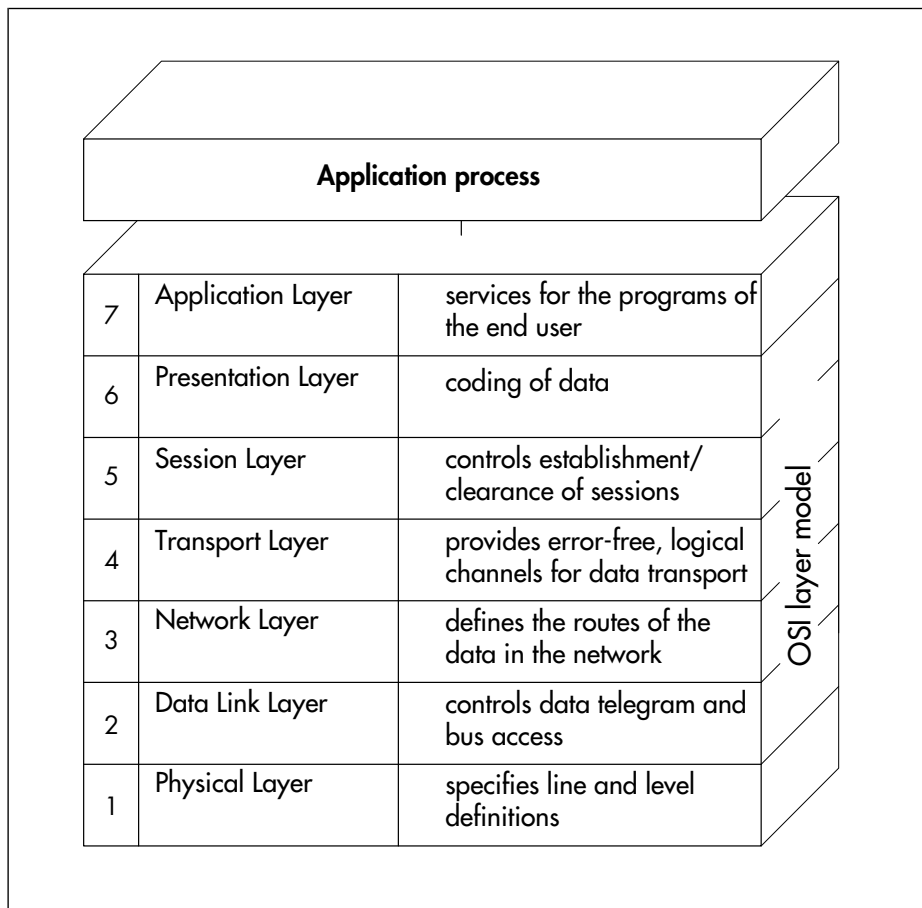 Application process
7
Application Layer
services for the programs of
the end user
6
Presentation Layer
coding of data
5
Session Layer
controls establishment/
clearance of sessions
4
Transport Layer
provides error-free, logical
channels for data transport
3
Network Layer
defines the routes of the
data in the network
2
Data Link Layer
controls data telegram and
bus access
1
Physical Layer
specifies line and level
definitions
OSI layer model